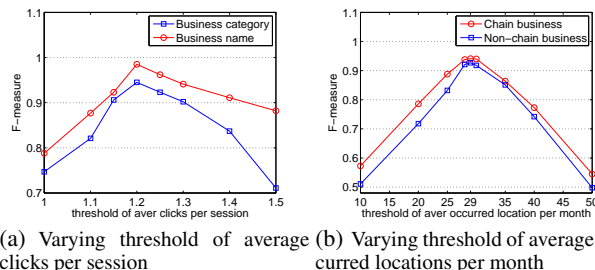 1.1
1
0.9
0.8
0.7
F-measure
Business category
Business name
1 1.1 1.2 1.3 1.4 1.5
threshold of aver clicks per session
(a) Varying threshold of average
clicks per session
1.1
1
0.9
0.8
0.7
0.6
0.5
F-measure
Chain business
Non-chain business
10 20 25 29 35 40 50
threshold of aver occurred location per month
(b) Varying threshold of average
curred locations per month